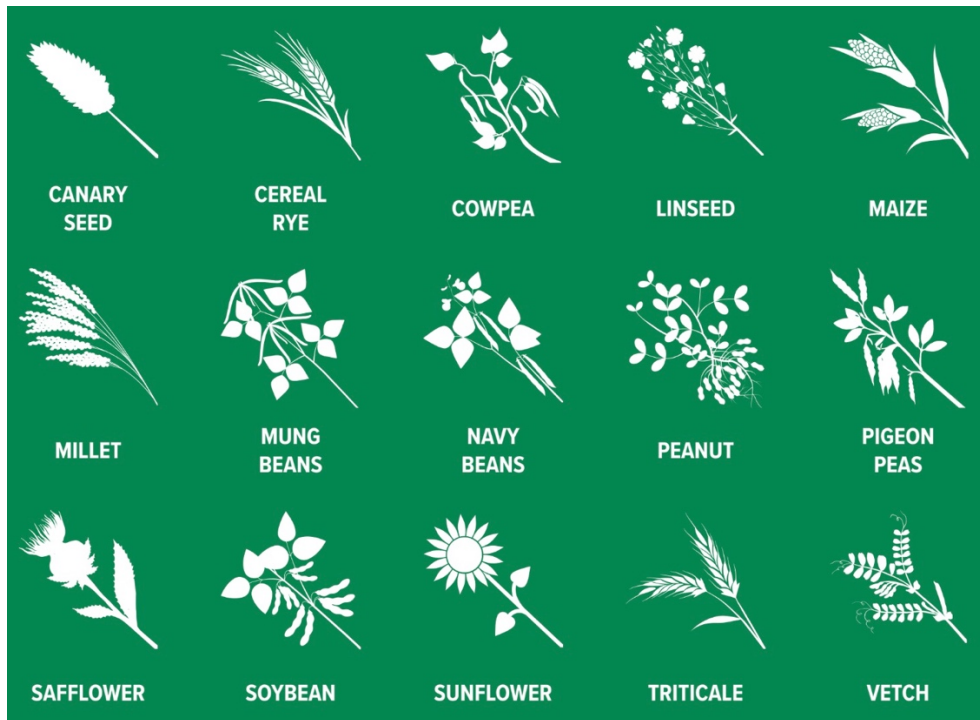 CANARY
SEED
CEREAL
RYE
COWPEA
LINSEED
MAIZE
MILLET
MUNG
BEANS
NAVY
BEANS
PEANUT
PIGEON
PEAS
SAFFLOWER
SOYBEAN
SUNFLOWER
TRITICALE
VETCH